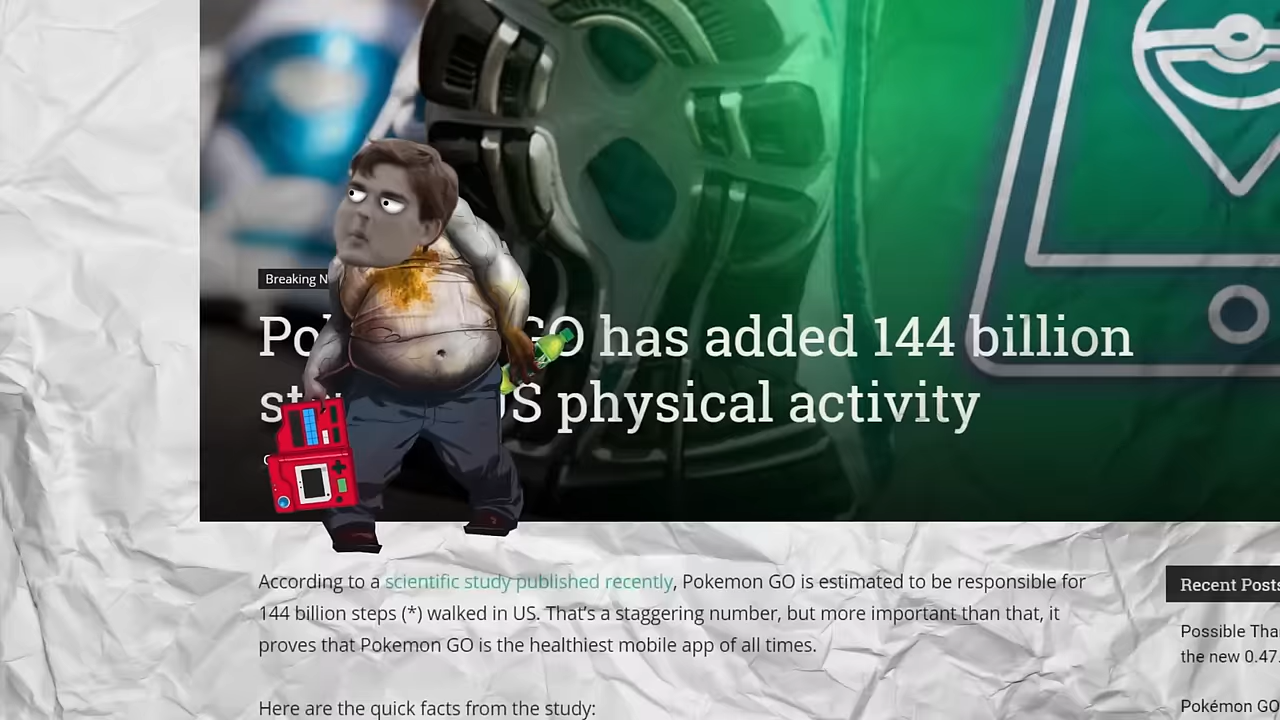 Breaking N
Po GO has added 144 billion
st US physical activity
According to a scientific study published recently, Pokemon GO is estimated to be responsible for
144 billion steps (*) walked in US. That's a staggering number, but more important than that, it
proves that Pokemon GO is the healthiest mobile app of all times.
Here are the quick facts from the study:
Recent Posts
Possible Tha
the new 0.47.
Pokémon GO